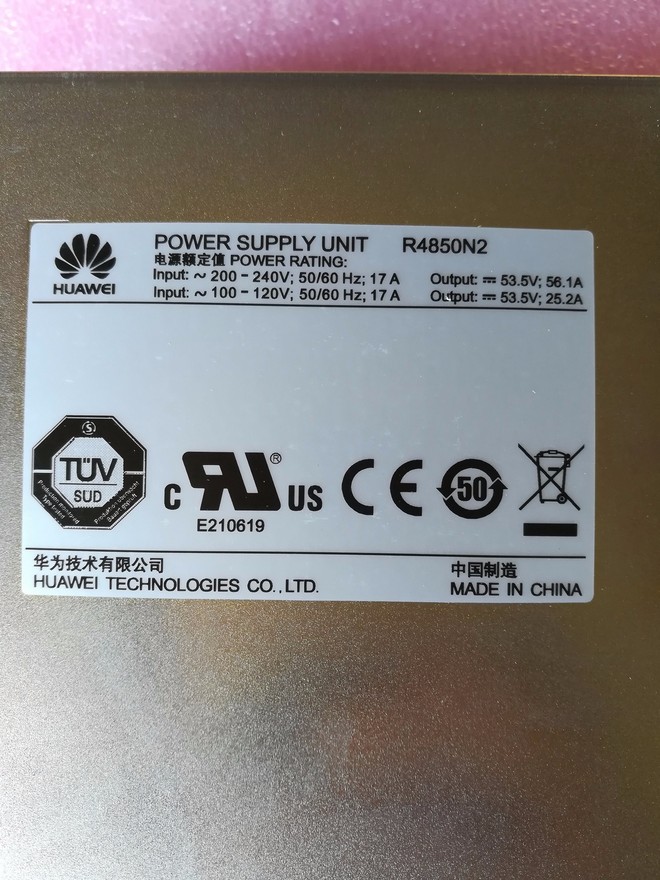 HUAWEI
POWER SUPPLY UNIT R4850N2
电源额定值 POWER RATING:
Input: ~ 200-240V; 50/60 Hz; 17 A Output: ⎓ 53.5V; 56.1A
Input: ~ 100-120V; 50/60 Hz; 17 A Output: ⎓ 53.5V; 25.2A
TÜV
SÜD
C UR® US
E210619
CE
50
华为技术有限公司 中国制造
HUAWEI TECHNOLOGIES CO.,LTD. MADE IN CHINA